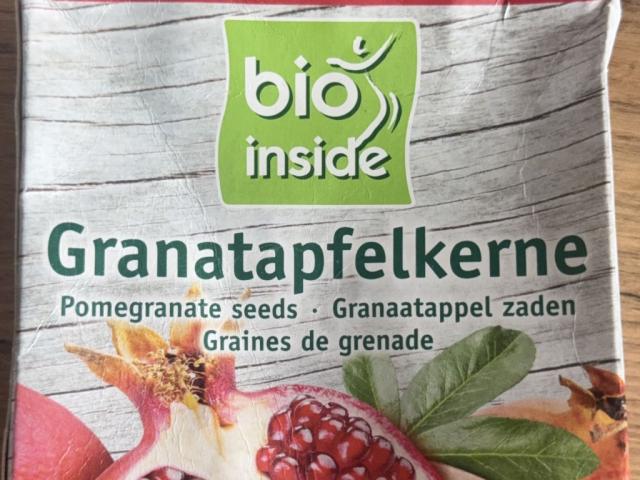 bio
inside
Granatapfelkerne
Pomegranate seeds · Granaatappel zaden
Graines de grenade